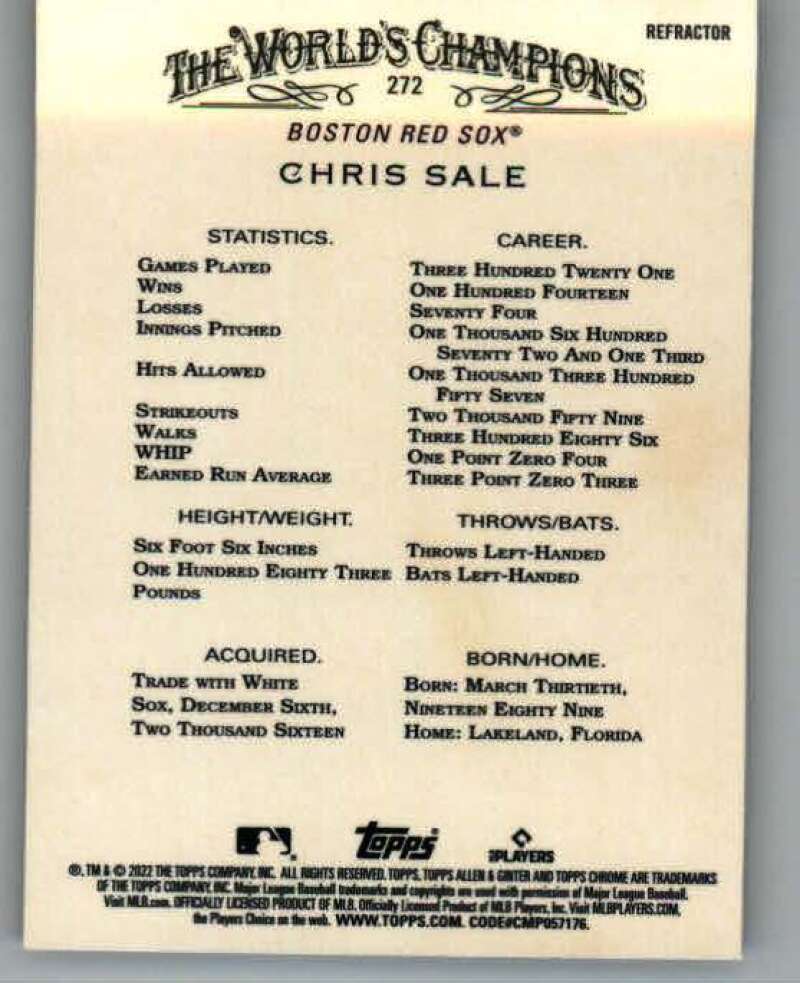 REFRACTOR
THE WORLD'S CHAMPIONS
272
BOSTON RED SOX®
CHRIS SALE
STATISTICS. CAREER.
GAMES PLAYED THREE HUNDRED TWENTY ONE
WINS ONE HUNDRED FOURTEEN
LOSSES SEVENTY FOUR
INNINGS PITCHED ONE THOUSAND SIX HUNDRED
SEVENTY TWO AND ONE THIRD
HITS ALLOWED ONE THOUSAND THREE HUNDRED
FIFTY SEVEN
STRIKEOUTS TWO THOUSAND FIFTY NINE
WALKS THREE HUNDRED EIGHTY SIX
WHIP ONE POINT ZERO FOUR
EARNED RUN AVERAGE THREE POINT ZERO THREE
HEIGHT/WEIGHT. THROWS/BATS.
SIX FOOT SIX INCHES THROWS LEFT-HANDED
ONE HUNDRED EIGHTY THREE BATS LEFT-HANDED
POUNDS
ACQUIRED. BORN/HOME.
TRADE WITH WHITE BORN: MARCH THIRTIETH,
SOX, DECEMBER SIXTH, NINETEEN EIGHTY NINE
TWO THOUSAND SIXTEEN HOME: LAKELAND, FLORIDA
Topps PLAYERS
®, TM & © 2022 THE TOPPS COMPANY, INC. ALL RIGHTS RESERVED. TOPPS, TOPPS ALLEN & GINTER AND TOPPS CHROME ARE TRADEMARKS
OF THE TOPPS COMPANY, INC. Major League Baseball trademarks and copyrights are used with permission of Major League Baseball.
Visit MLB.com. OFFICIALLY LICENSED PRODUCT OF MLB. Officially Licensed Product of MLB Players, Inc. Visit MLBPLAYERS.COM,
the Players Choice on the web. WWW.TOPPS.COM. CODE#CMP057176.